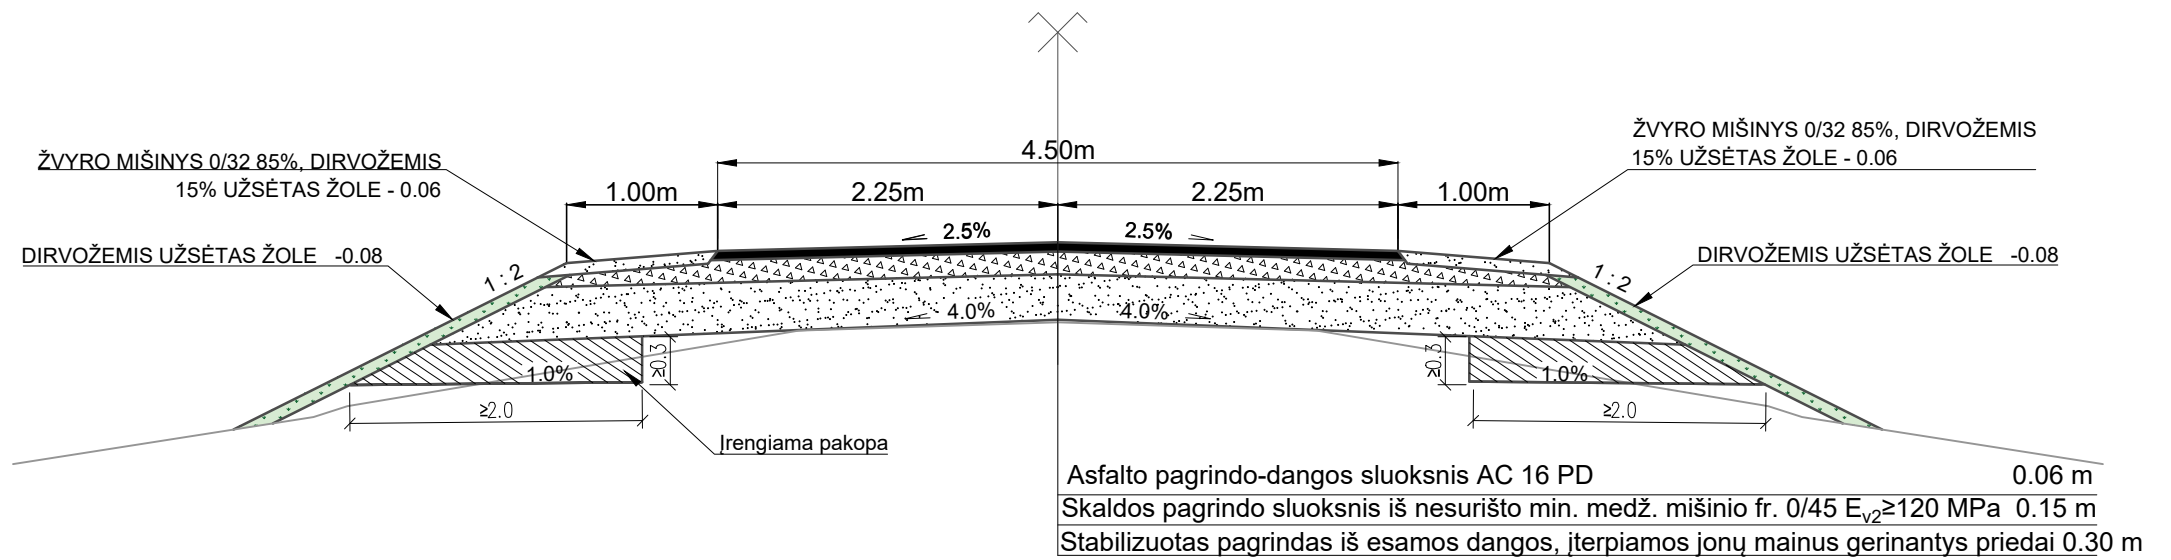 ŽVYRO MIŠINYS 0/32 85%, DIRVOŽEMIS
15% UŽSĖTAS ŽOLE - 0.06
DIRVOŽEMIS UŽSĖTAS ŽOLE -0.08
1 : 2
4.50m
1.00m
2.25m
2.25m
1.00m
2.5%
2.5%
4.0%
4.0%
ŽVYRO MIŠINYS 0/32 85%, DIRVOŽEMIS
15% UŽSĖTAS ŽOLE - 0.06
DIRVOŽEMIS UŽSĖTAS ŽOLE -0.08
1 : 2
1.0%
≥0.3
≥2.0
Įrengiama pakopa
≥0.3
1.0%
≥2.0
Asfalto pagrindo-dangos sluoksnis AC 16 PD 0.06 m
Skaldos pagrindo sluoksnis iš nesurišto min. medž. mišinio fr. 0/45 Ev2≥120 MPa 0.15 m
Stabilizuotas pagrindas iš esamos dangos, įterpiamos jonų mainus gerinantys priedai 0.30 m